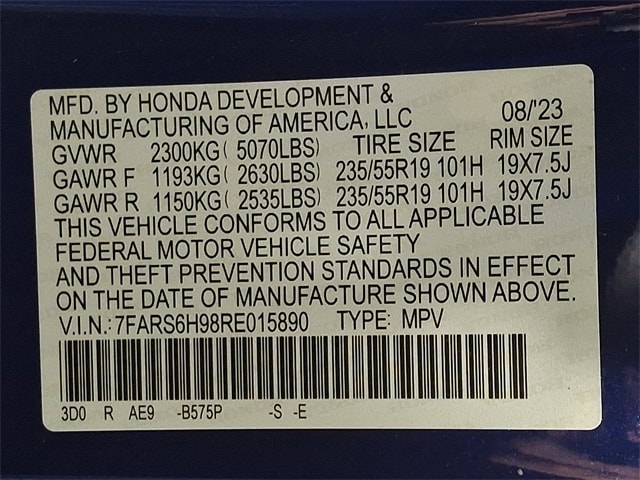 MFD. BY HONDA DEVELOPMENT &
MANUFACTURING OF AMERICA, LLC 08/'23
GVWR 2300KG( 5070LBS) TIRE SIZE RIM SIZE
GAWR F 1193KG( 2630LBS) 235/55R19 101H 19X7.5J
GAWR R 1150KG( 2535LBS) 235/55R19 101H 19X7.5J
THIS VEHICLE CONFORMS TO ALL APPLICABLE
FEDERAL MOTOR VEHICLE SAFETY
AND THEFT PREVENTION STANDARDS IN EFFECT
ON THE DATE OF MANUFACTURE SHOWN ABOVE.
V.I.N.:7FARS6H98RE015890 TYPE: MPV
3D0 R AE9 -B575P -S -E